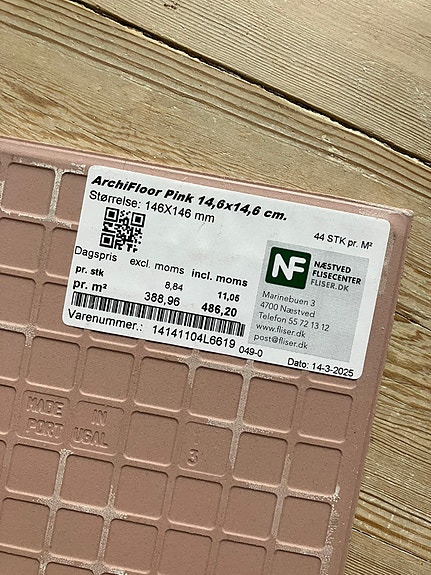 ArchiFloor Pink 14,6x14,6 cm.
Størrelse: 146X146 mm
44 STK pr. M²
Dagspris excl. moms incl. moms
pr. stk 8,84 11,05
pr. m² 388,96 486,20
Varenummer.: 14141104L6619
049-0
NF
NÆSTVED
FLISECENTER
FLISER.DK
Marinebuen 3
4700 Næstved
Telefon 55 72 13 12
www.fliser.dk
post@fliser.dk
Dato: 14-3-2025
MADE IN
PORTUGAL
3